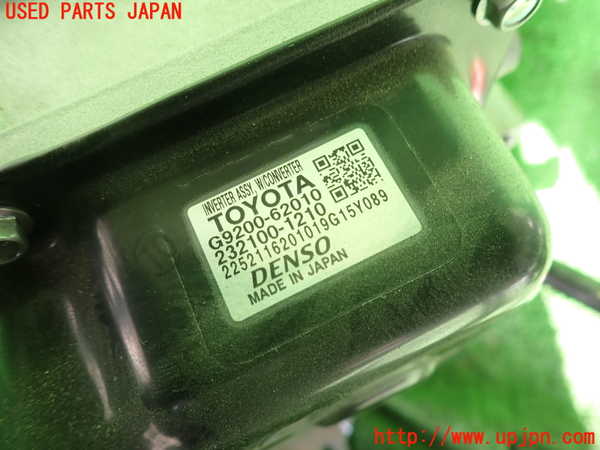 USED PARTS JAPAN
INVERTER ASSY, W/CONVERTER
TOYOTA
G9200-62010
232100-1210
2252116201019G15Y089
DENSO
MADE IN JAPAN
http://www.upjpn.com/